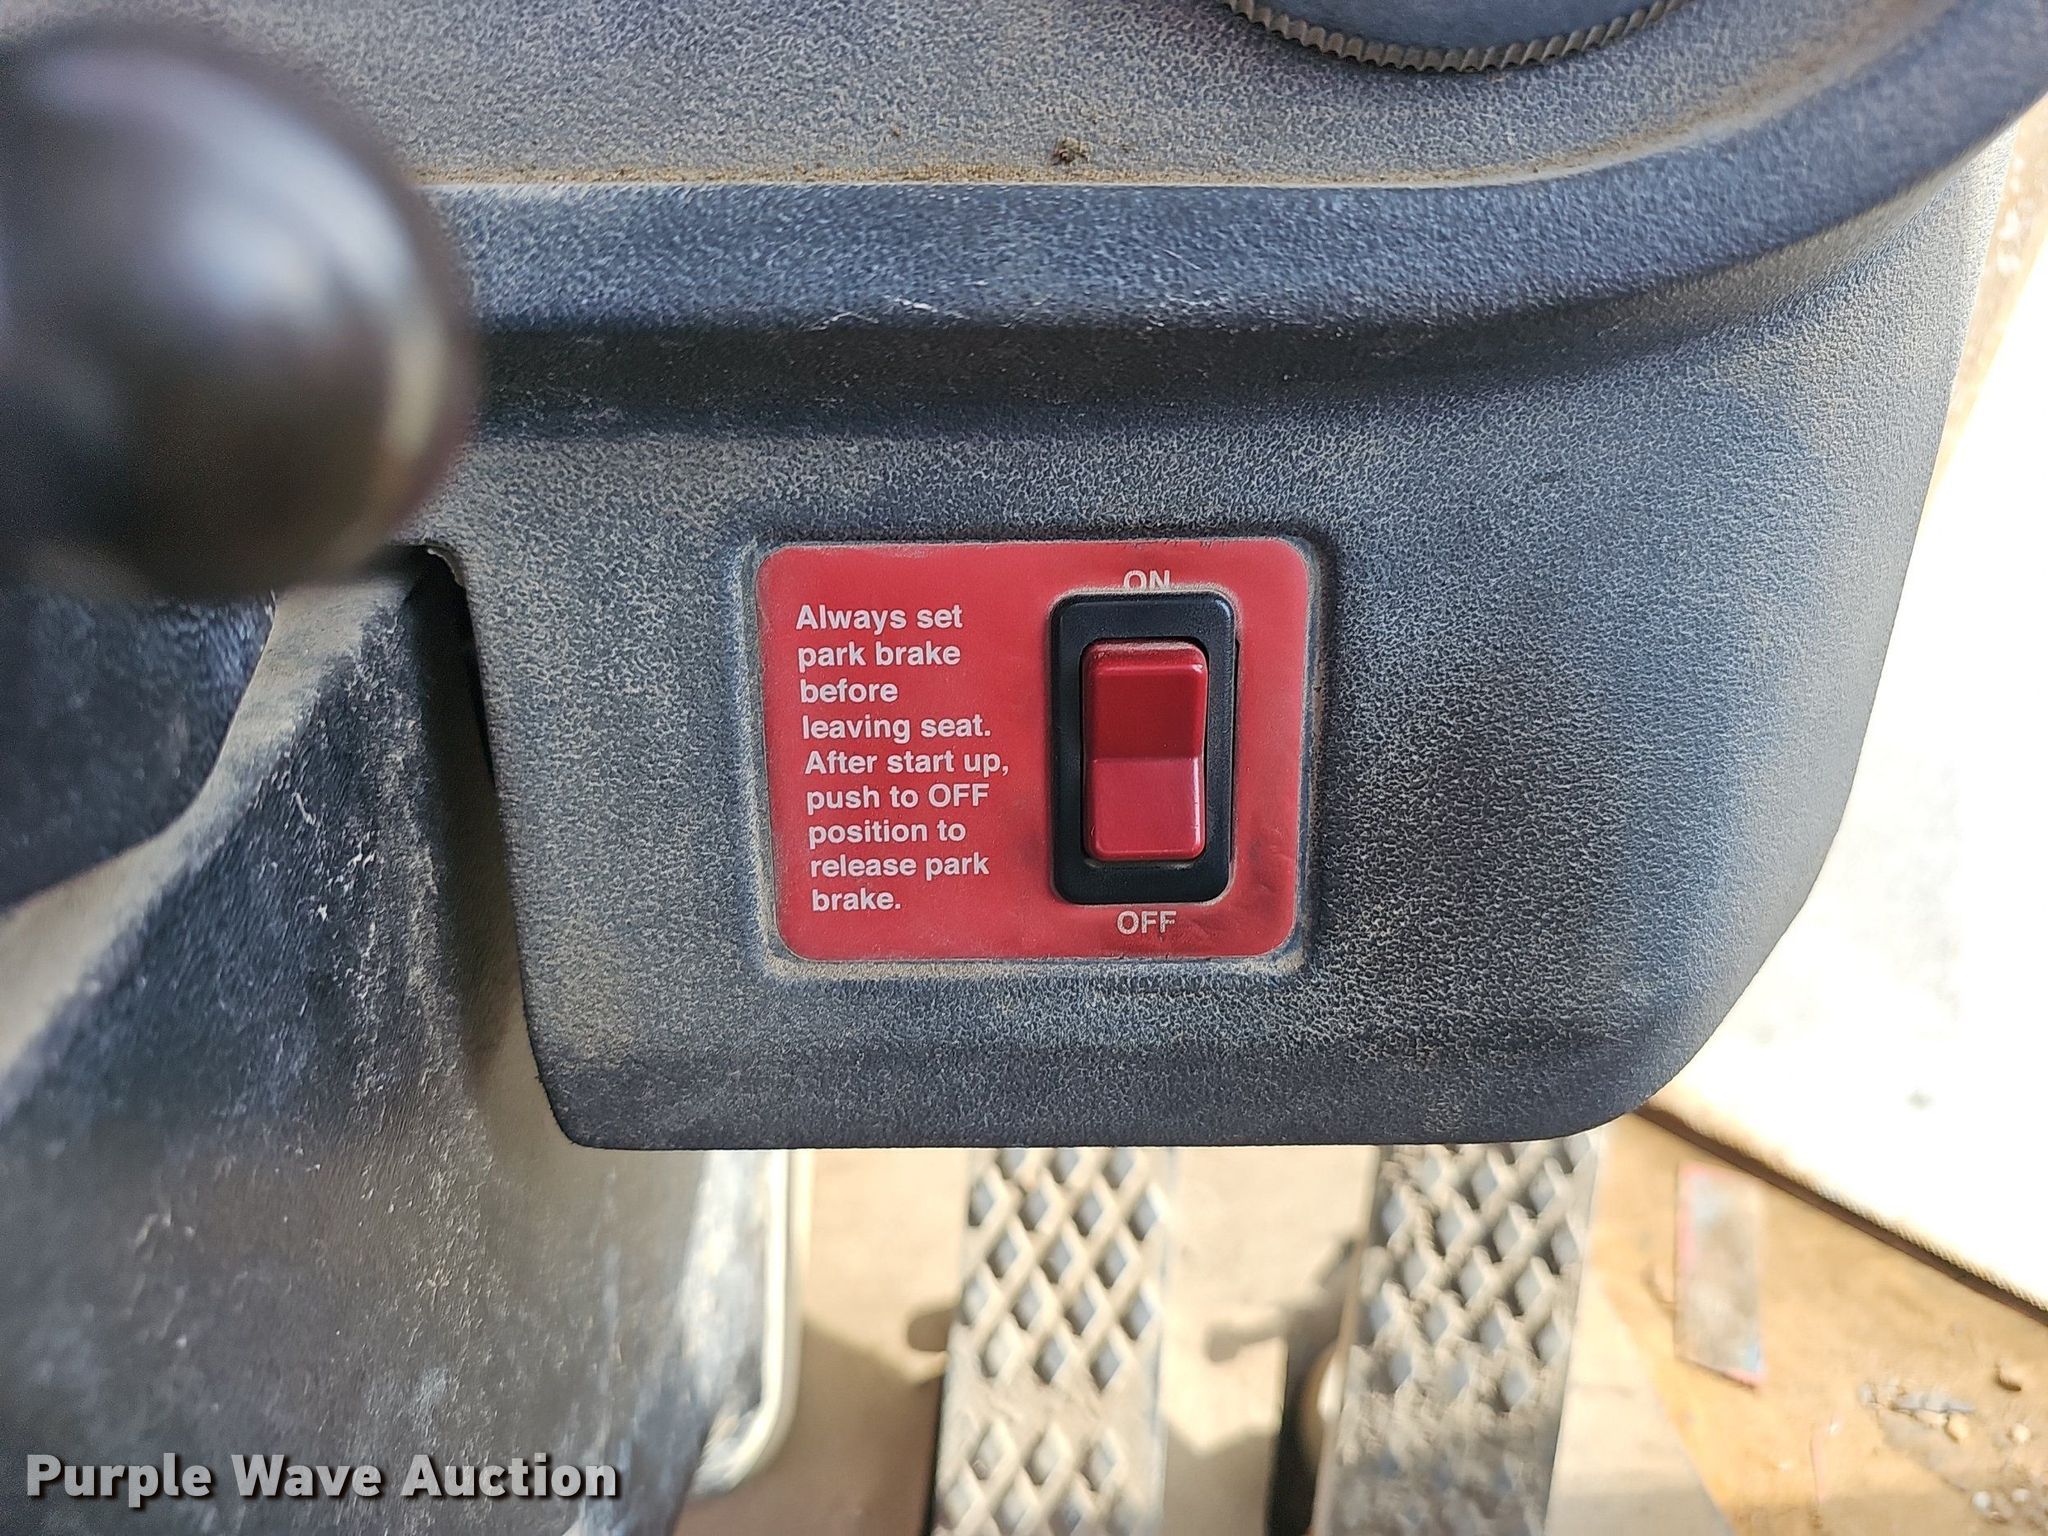 ON
Always set
park brake
before
leaving seat.
After start up,
push to OFF
position to
release park
brake.
OFF
Purple Wave Auction